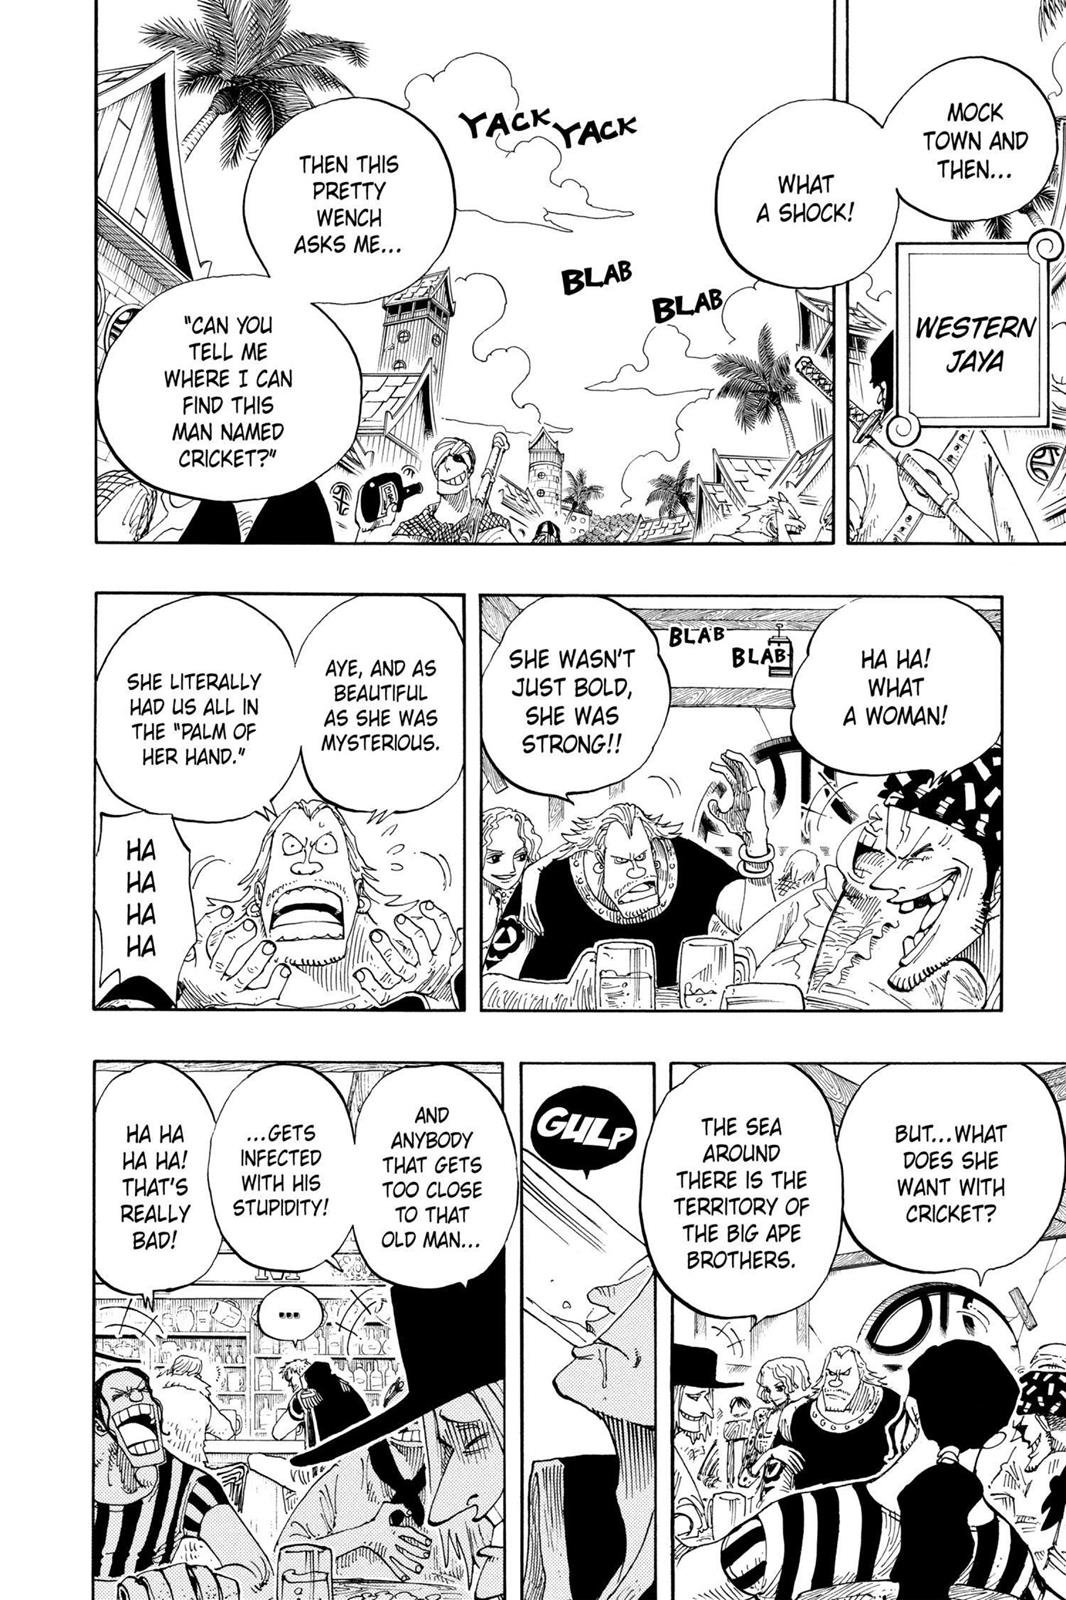 MOCK
TOWN AND
THEN...
WHAT
A SHOCK!
WESTERN
JAYA
YACK
YACK
BLAB
BLAB
THEN THIS
PRETTY
WENCH
ASKS ME...
"CAN YOU
TELL ME
WHERE I CAN
FIND THIS
MAN NAMED
CRICKET?"
HA HA!
WHAT
A WOMAN!
BLAB
BLAB
SHE WASN'T
JUST BOLD,
SHE WAS
STRONG!!
AYE, AND AS
BEAUTIFUL
AS SHE WAS
MYSTERIOUS.
SHE LITERALLY
HAD US ALL IN
THE "PALM OF
HER HAND."
HA
HA
HA
HA
BUT...WHAT
DOES SHE
WANT WITH
CRICKET?
THE SEA
AROUND
THERE IS THE
TERRITORY OF
THE BIG APE
BROTHERS.
GULP
AND
ANYBODY
THAT GETS
TOO CLOSE
TO THAT
OLD MAN...
...GETS
INFECTED
WITH HIS
STUPIDITY!
...
HA HA
HA HA!
THAT'S
REALLY
BAD!